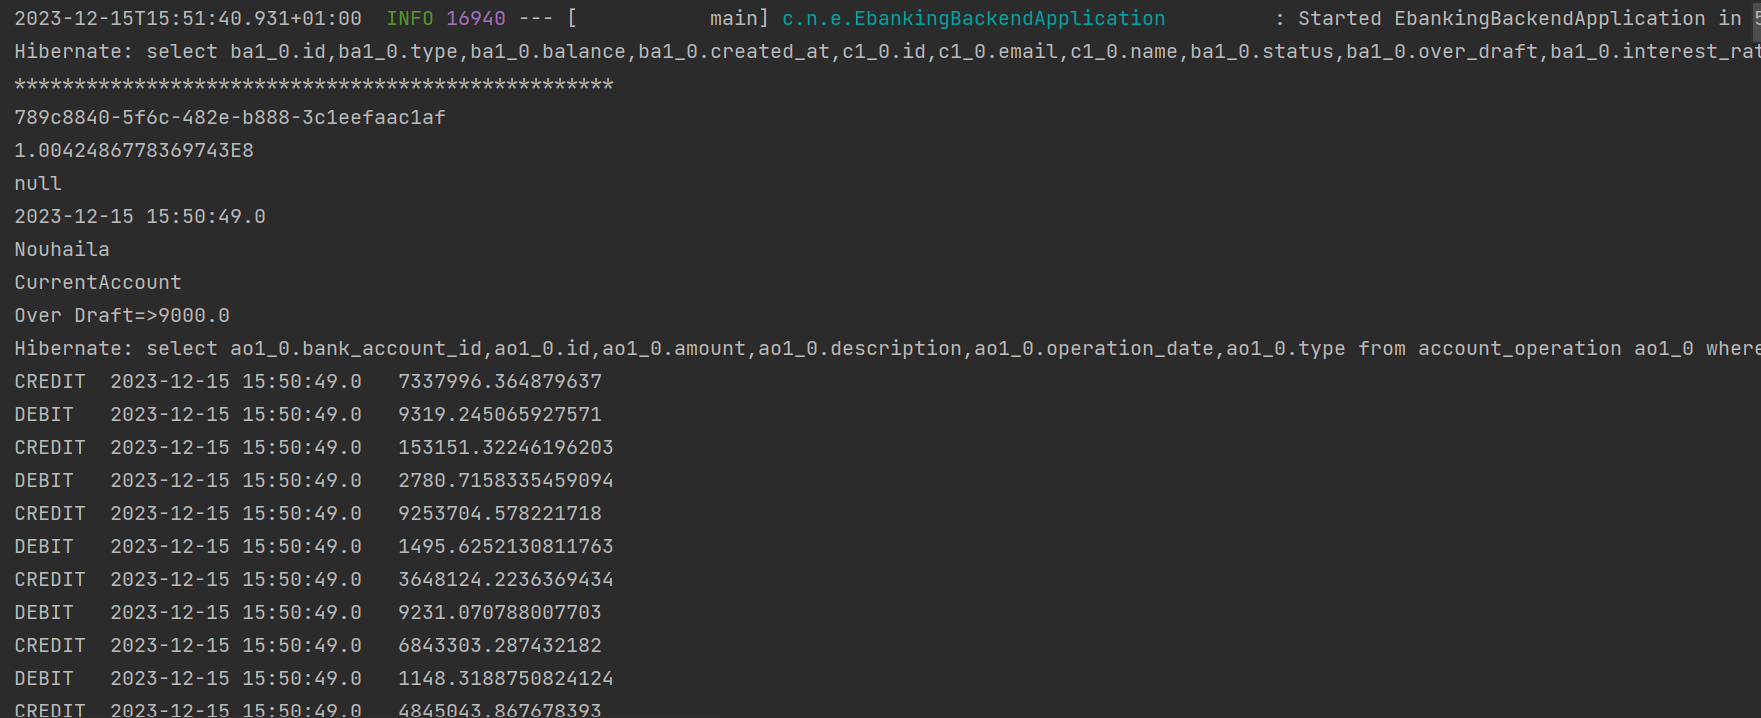 2023-12-15T15:51:40.931+01:00  INFO 16940 --- [           main] c.n.e.EbankingBackendApplication         : Started EbankingBackendApplication in 5
Hibernate: select ba1_0.id,ba1_0.type,ba1_0.balance,ba1_0.created_at,c1_0.id,c1_0.email,c1_0.name,ba1_0.status,ba1_0.over_draft,ba1_0.interest_rat
**************************************************
789c8840-5f6c-482e-b888-3c1eefaac1af
1.0042486778369743E8
null
2023-12-15 15:50:49.0
Nouhaila
CurrentAccount
Over Draft=>9000.0
Hibernate: select ao1_0.bank_account_id,ao1_0.id,ao1_0.amount,ao1_0.description,ao1_0.operation_date,ao1_0.type from account_operation ao1_0 where
CREDIT  2023-12-15 15:50:49.0   7337996.364879637
DEBIT   2023-12-15 15:50:49.0   9319.245065927571
CREDIT  2023-12-15 15:50:49.0   153151.32246196203
DEBIT   2023-12-15 15:50:49.0   2780.7158335459094
CREDIT  2023-12-15 15:50:49.0   9253704.578221718
DEBIT   2023-12-15 15:50:49.0   1495.6252130811763
CREDIT  2023-12-15 15:50:49.0   3648124.2236369434
DEBIT   2023-12-15 15:50:49.0   9231.070788007703
CREDIT  2023-12-15 15:50:49.0   6843303.287432182
DEBIT   2023-12-15 15:50:49.0   1148.3188750824124
CREDIT  2023-12-15 15:50:49.0   4845043.867678393